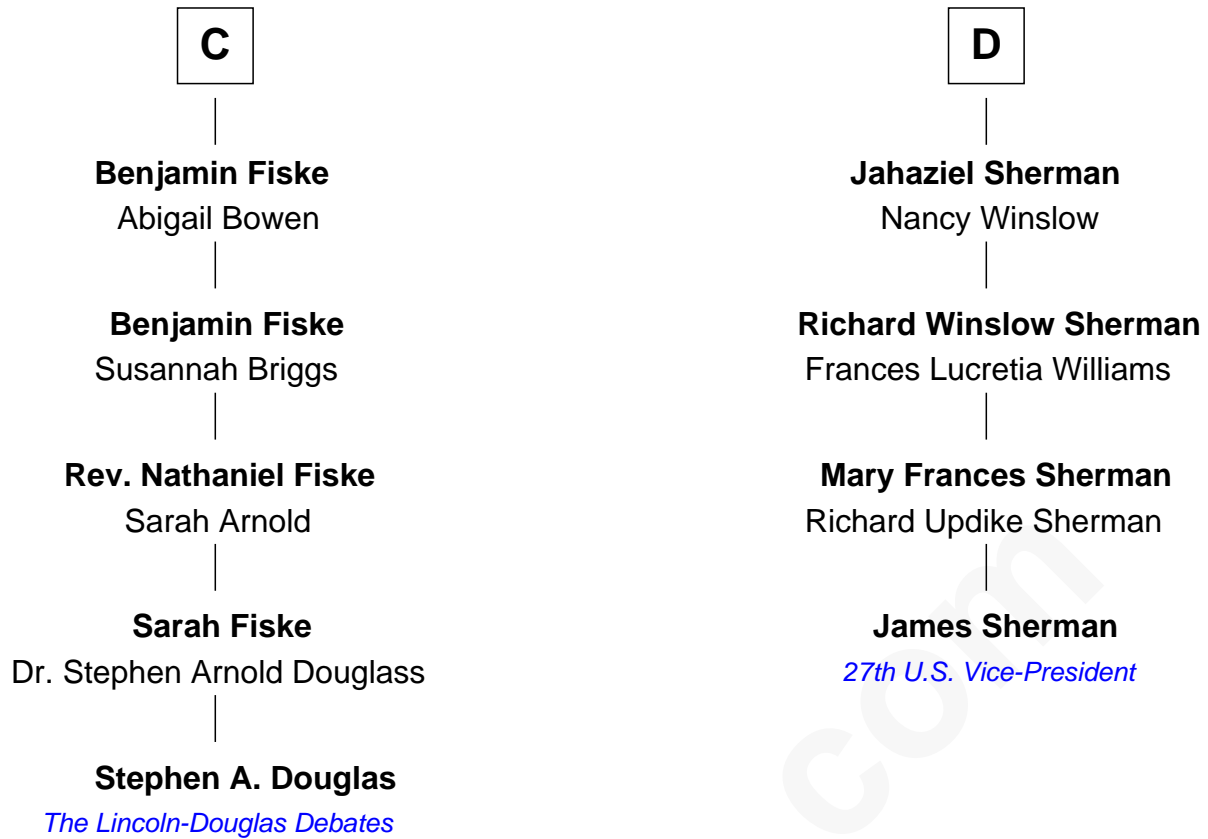 C
Benjamin Fiske
Abigail Bowen
Benjamin Fiske
Susannah Briggs
Rev. Nathaniel Fiske
Sarah Arnold
Sarah Fiske
Dr. Stephen Arnold Douglass
Stephen A. Douglas
The Lincoln-Douglas Debates
D
Jahaziel Sherman
Nancy Winslow
Richard Winslow Sherman
Frances Lucretia Williams
Mary Frances Sherman
Richard Updike Sherman
James Sherman
27th U.S. Vice-President
com